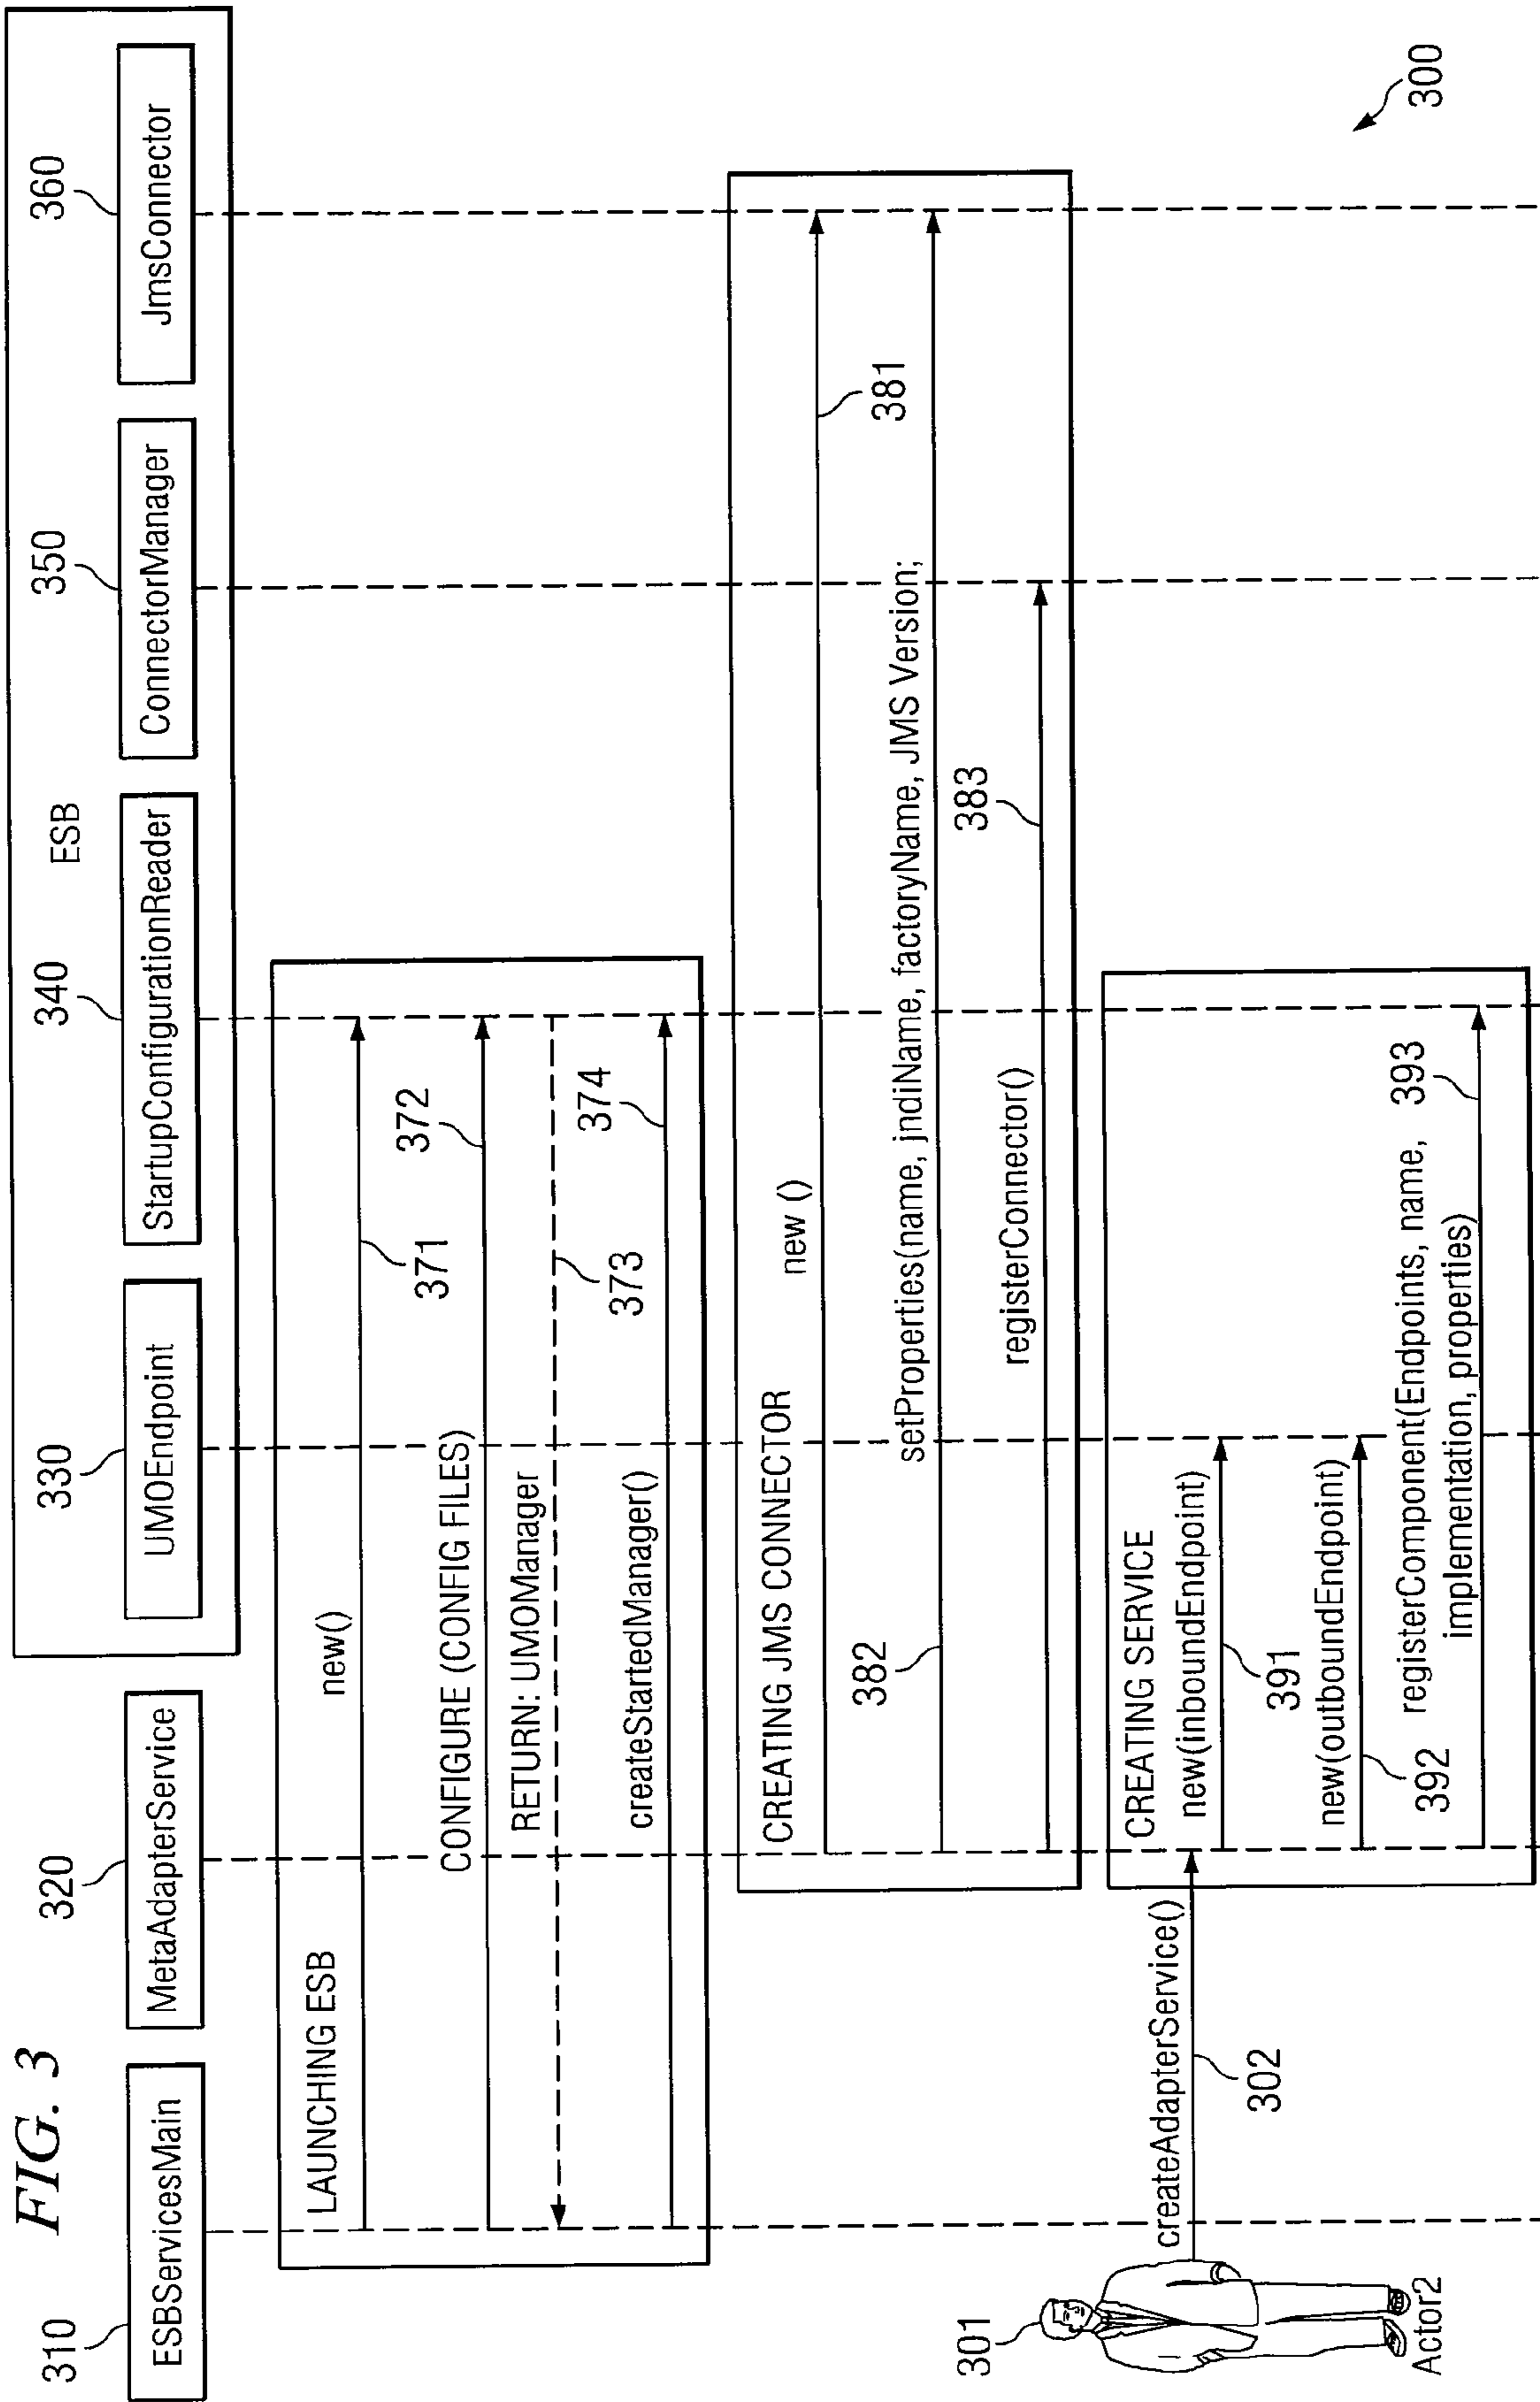 FIG. 3
ESB
310
320
330
340
350
360
ESBServicesMain
MetaAdapterService
UMOEndpoint
StartupConfigurationReader
ConnectorManager
JmsConnector
LAUNCHING ESB
new()
371
CONFIGURE (CONFIG FILES)
372
RETURN: UMOManager
373
createStartedManager()
374
CREATING JMS CONNECTOR
new ()
381
382
setProperties(name, jndiName, factoryName, JMS Version;
registerConnector()
383
301
Actor2
createAdapterService()
302
CREATING SERVICE
new(inboundEndpoint)
391
new(outboundEndpoint)
392
registerComponent(Endpoints, name,
implementation, properties)
393
300